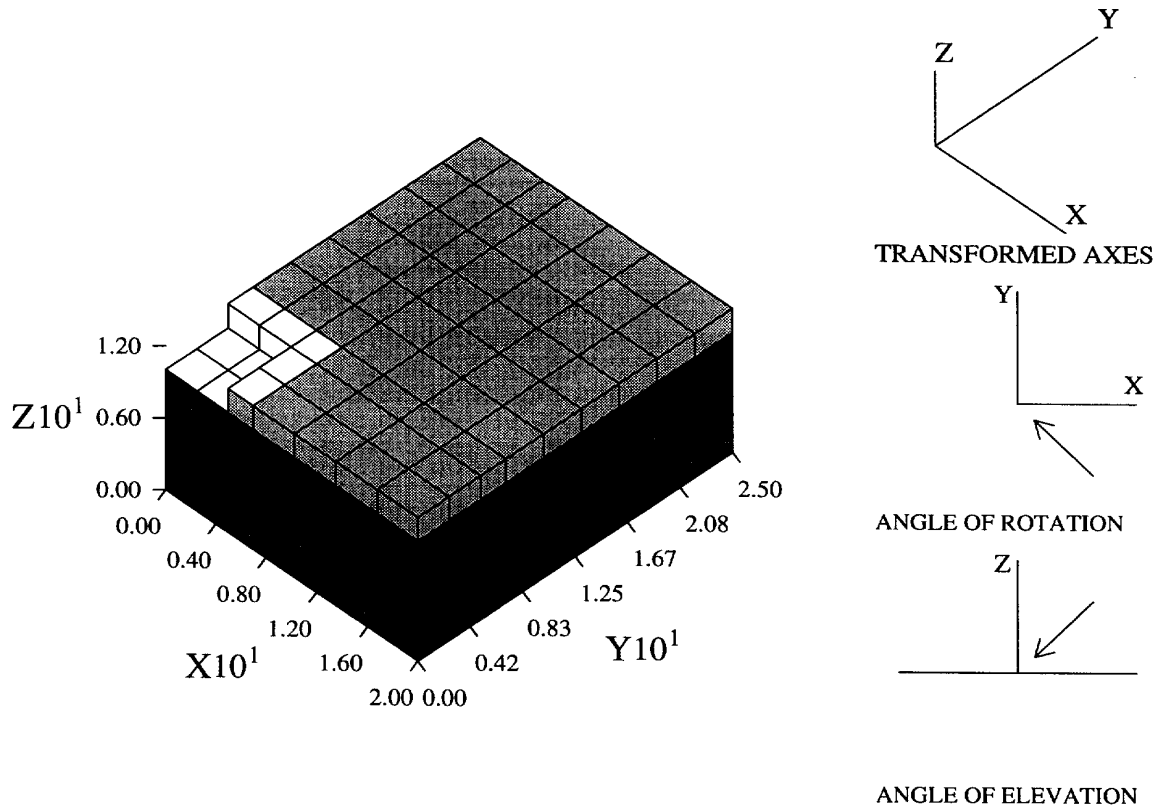 Z10¹
1.20
0.60
0.00
0.00
0.40
0.80
1.20
1.60
2.00
X10¹
0.00
0.42
0.83
1.25
1.67
2.08
2.50
Y10¹
Z
Y
X
TRANSFORMED AXES
Y
X
ANGLE OF ROTATION
Z
ANGLE OF ELEVATION